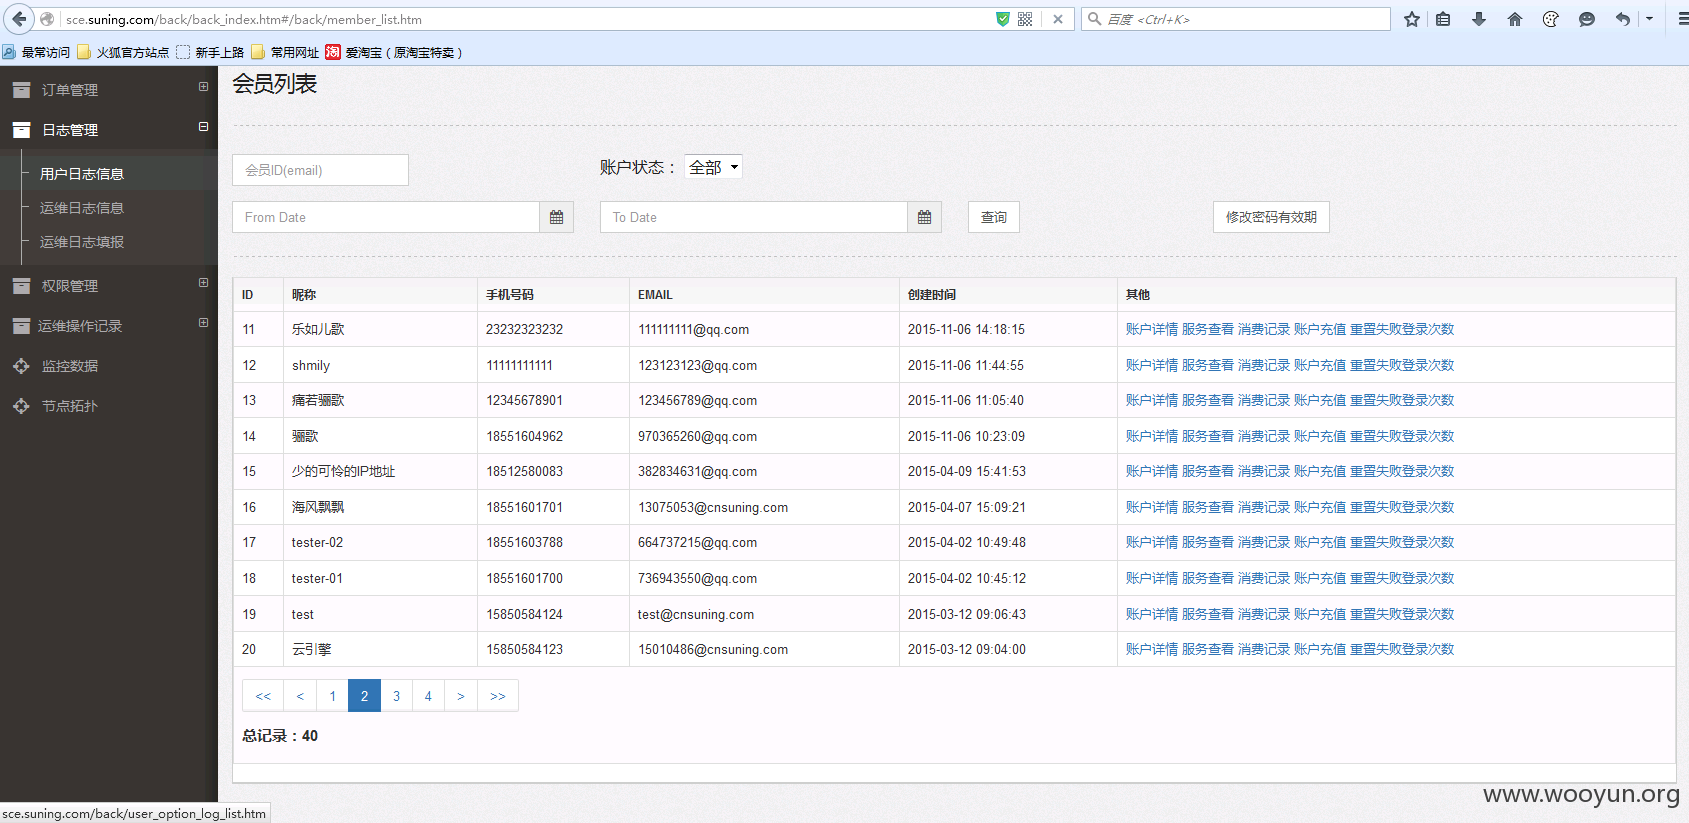 sce.suning.com/back/back_index.htm#/back/member_list.htm
百度 <Ctrl+K>
最常访问 火狐官方站点 新手上路 常用网址 淘 爱淘宝（原淘宝特卖）
订单管理
日志管理
用户日志信息
运维日志信息
运维日志填报
权限管理
运维操作记录
监控数据
节点拓扑
会员列表
会员ID(email) 账户状态： 全部
From Date To Date 查询 修改密码有效期
ID 昵称 手机号码 EMAIL 创建时间 其他
11 乐如儿歌 23232323232 111111111@qq.com 2015-11-06 14:18:15 账户详情 服务查看 消费记录 账户充值 重置失败登录次数
12 shmily 11111111111 123123123@qq.com 2015-11-06 11:44:55 账户详情 服务查看 消费记录 账户充值 重置失败登录次数
13 痛若骊歌 12345678901 123456789@qq.com 2015-11-06 11:05:40 账户详情 服务查看 消费记录 账户充值 重置失败登录次数
14 骊歌 18551604962 970365260@qq.com 2015-11-06 10:23:09 账户详情 服务查看 消费记录 账户充值 重置失败登录次数
15 少的可怜的IP地址 18512580083 382834631@qq.com 2015-04-09 15:41:53 账户详情 服务查看 消费记录 账户充值 重置失败登录次数
16 海风飘飘 18551601701 13075053@cnsuning.com 2015-04-07 15:09:21 账户详情 服务查看 消费记录 账户充值 重置失败登录次数
17 tester-02 18551603788 664737215@qq.com 2015-04-02 10:49:48 账户详情 服务查看 消费记录 账户充值 重置失败登录次数
18 tester-01 18551601700 736943550@qq.com 2015-04-02 10:45:12 账户详情 服务查看 消费记录 账户充值 重置失败登录次数
19 test 15850584124 test@cnsuning.com 2015-03-12 09:06:43 账户详情 服务查看 消费记录 账户充值 重置失败登录次数
20 云引擎 15850584123 15010486@cnsuning.com 2015-03-12 09:04:00 账户详情 服务查看 消费记录 账户充值 重置失败登录次数
<< < 1 2 3 4 > >>
总记录：40
www.wooyun.org
sce.suning.com/back/user_option_log_list.htm